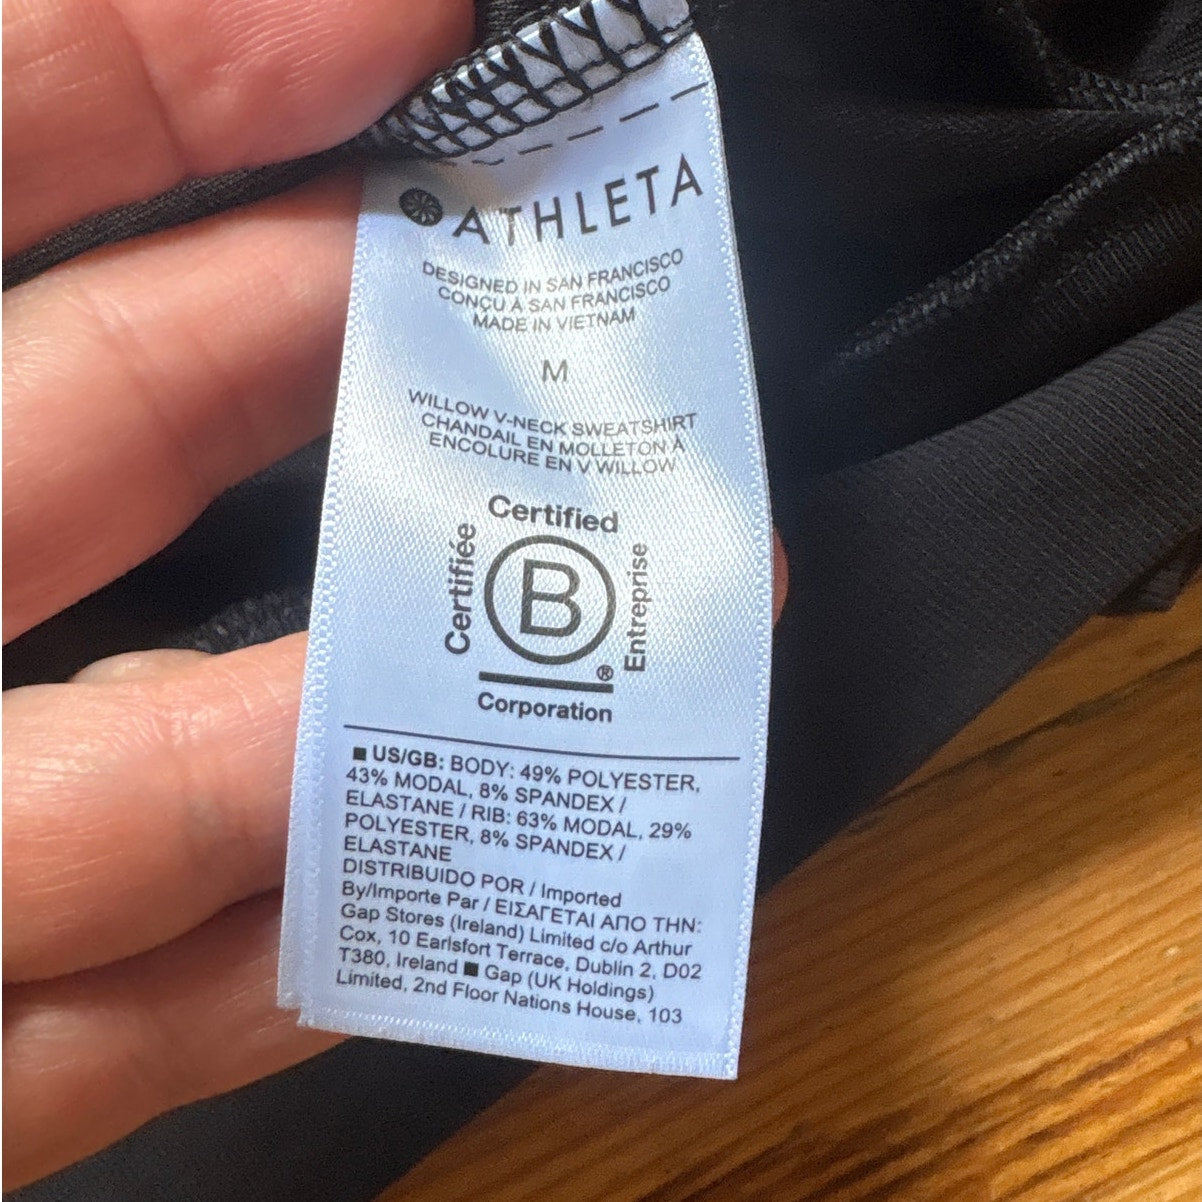 ATHLETA
DESIGNED IN SAN FRANCISCO
CONCU À SAN FRANCISCO
MADE IN VIETNAM
M
WILLOW V-NECK SWEATSHIRT
CHANDAIL EN MOLLETON À
ENCOLURE EN V WILLOW
Certified
Certifiée
B
Entreprise
®
Corporation
■ US/GB: BODY: 49% POLYESTER,
43% MODAL, 8% SPANDEX /
ELASTANE / RIB: 63% MODAL, 29%
POLYESTER, 8% SPANDEX /
ELASTANE
DISTRIBUIDO POR / Imported
By/Importe Par / ΕΙΣΑΓΕΤΑΙ ΑΠΟ ΤΗΝ:
Gap Stores (Ireland) Limited c/o Arthur
Cox, 10 Earlsfort Terrace, Dublin 2, D02
T380, Ireland ■ Gap (UK Holdings)
Limited, 2nd Floor Nations House, 103